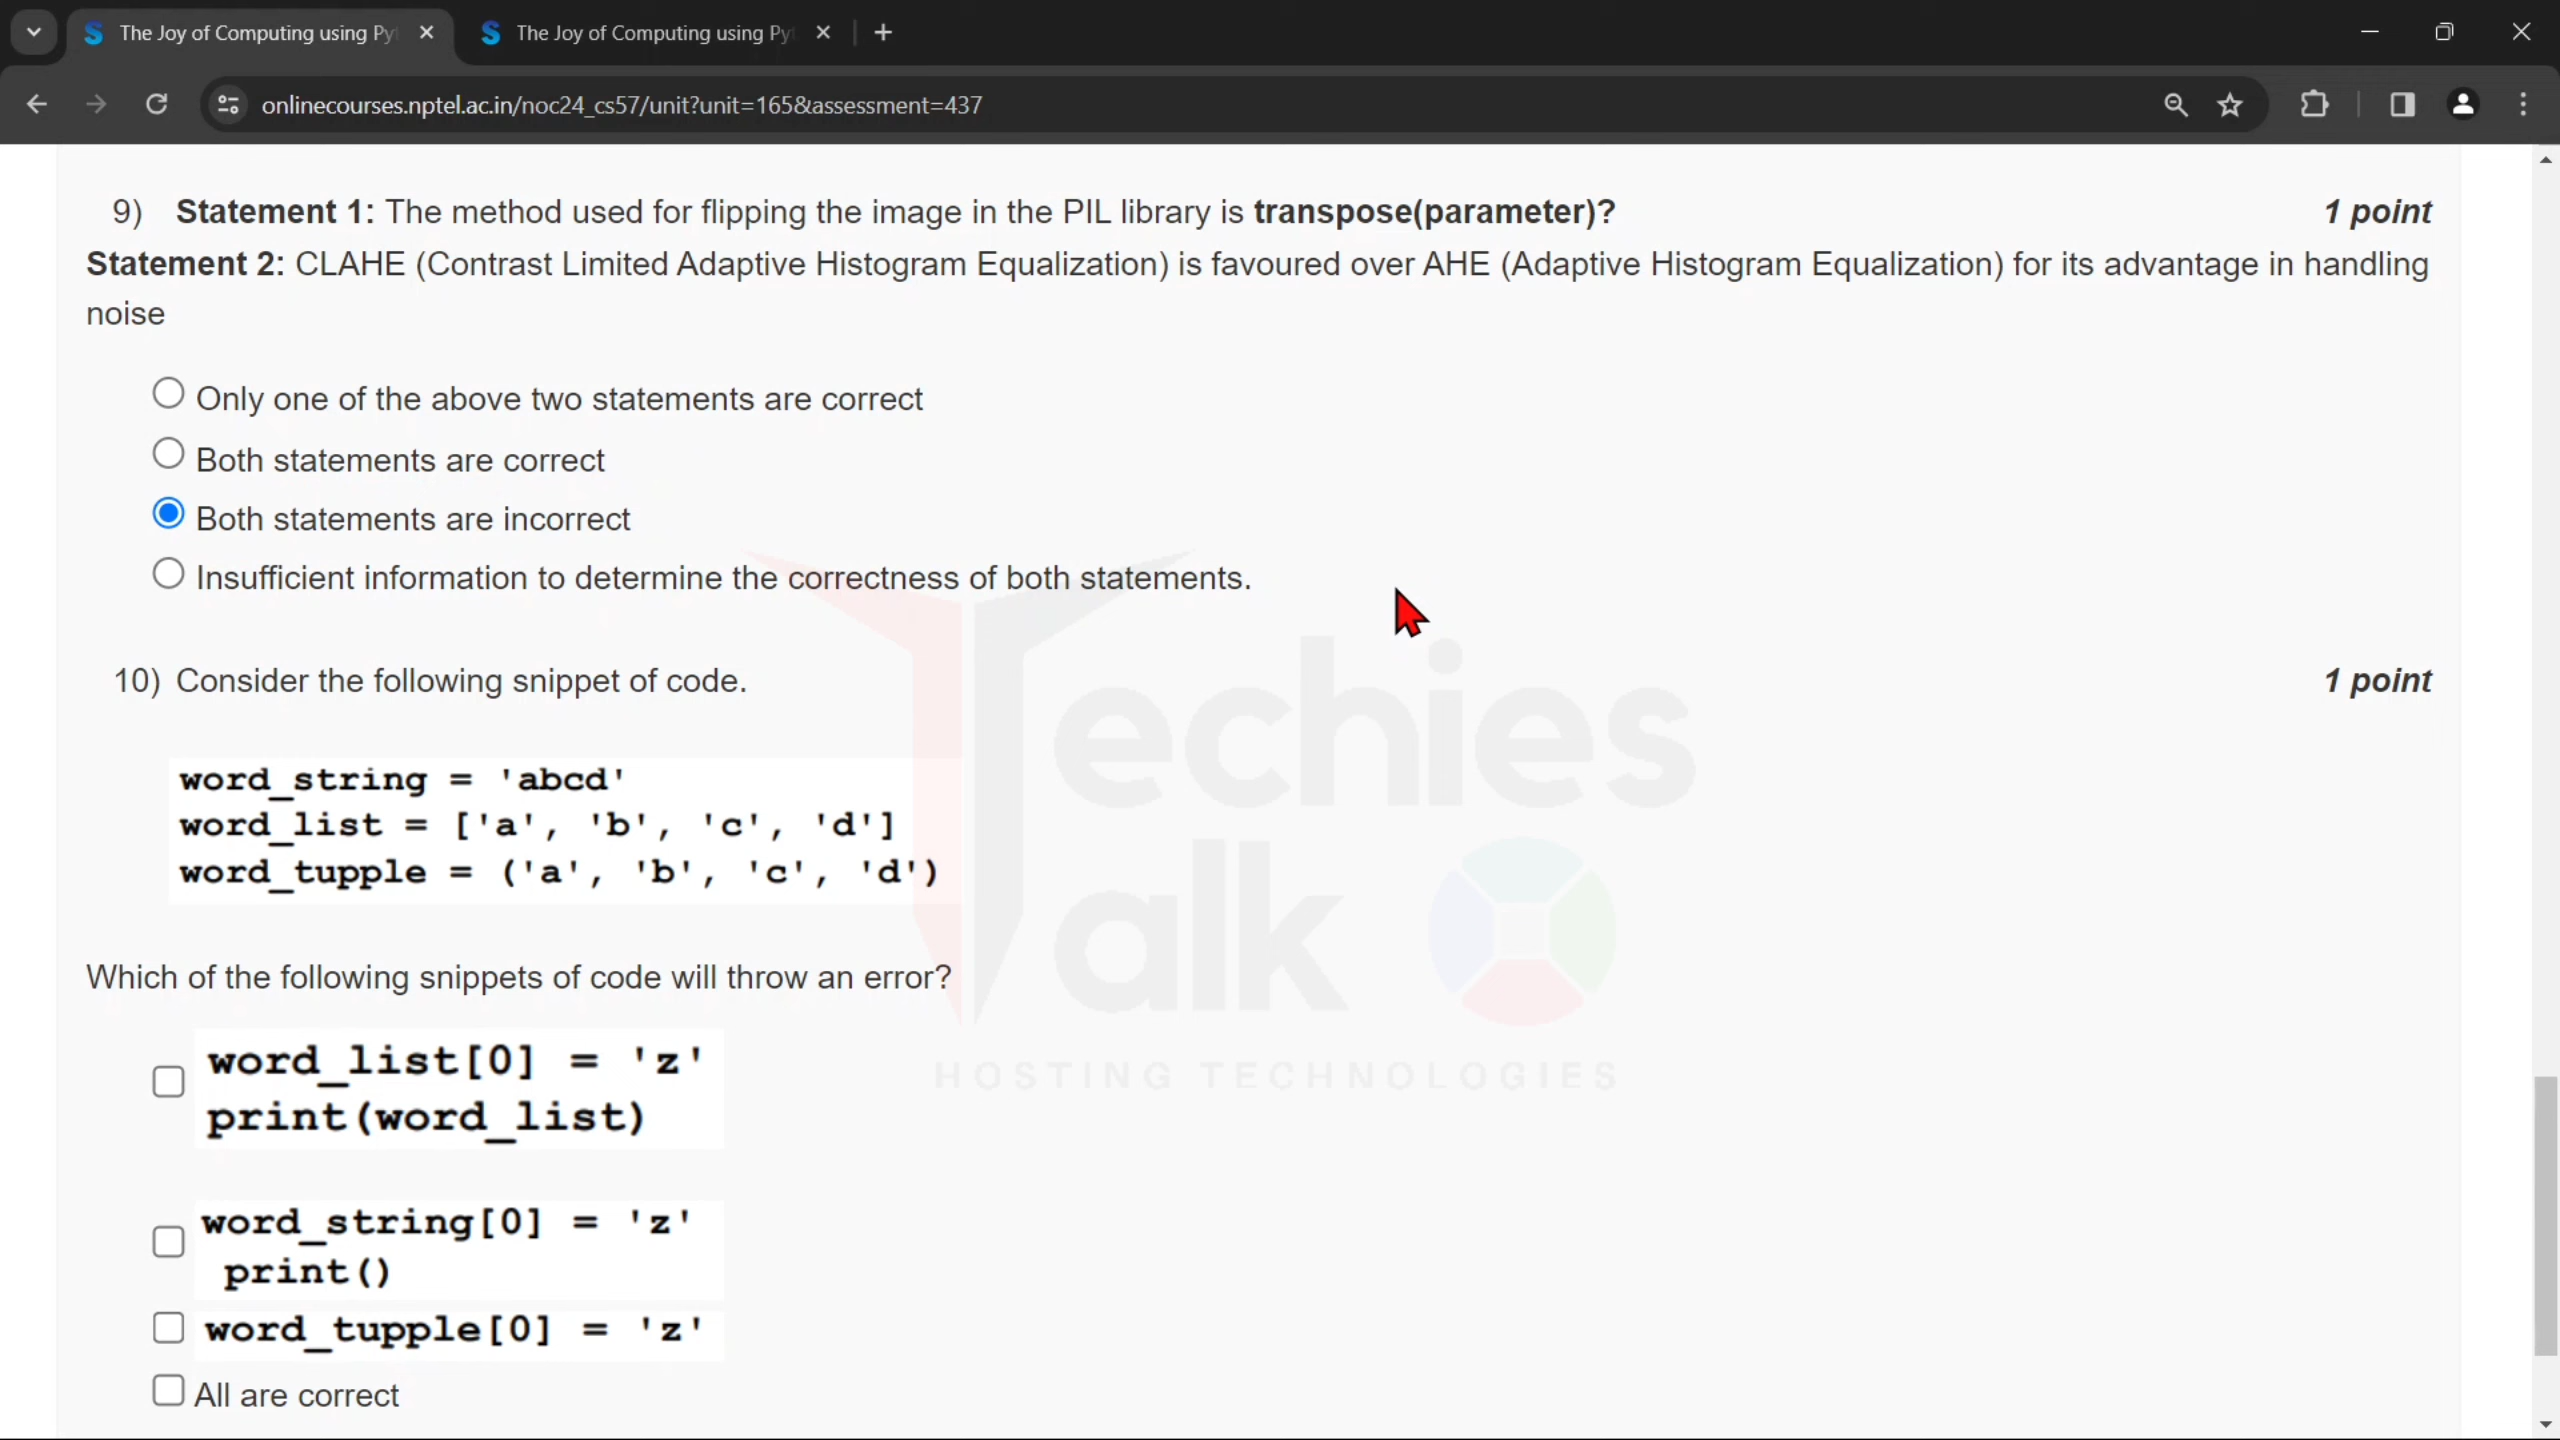 The Joy of Computing using Py
The Joy of Computing using Py
onlinecourses.nptel.ac.in/noc24_cs57/unit?unit=165&assessment=437
9) Statement 1: The method used for flipping the image in the PIL library is transpose(parameter)? 1 point
Statement 2: CLAHE (Contrast Limited Adaptive Histogram Equalization) is favoured over AHE (Adaptive Histogram Equalization) for its advantage in handling
noise
Only one of the above two statements are correct
Both statements are correct
Both statements are incorrect
Insufficient information to determine the correctness of both statements.
10) Consider the following snippet of code. 1 point
word_string = 'abcd'
word_list = ['a', 'b', 'c', 'd']
word_tupple = ('a', 'b', 'c', 'd')
Which of the following snippets of code will throw an error?
word_list[0] = 'z'
print(word_list)
word_string[0] = 'z'
print()
word_tupple[0] = 'z'
All are correct
Techies
Talk
HOSTING TECHNOLOGIES